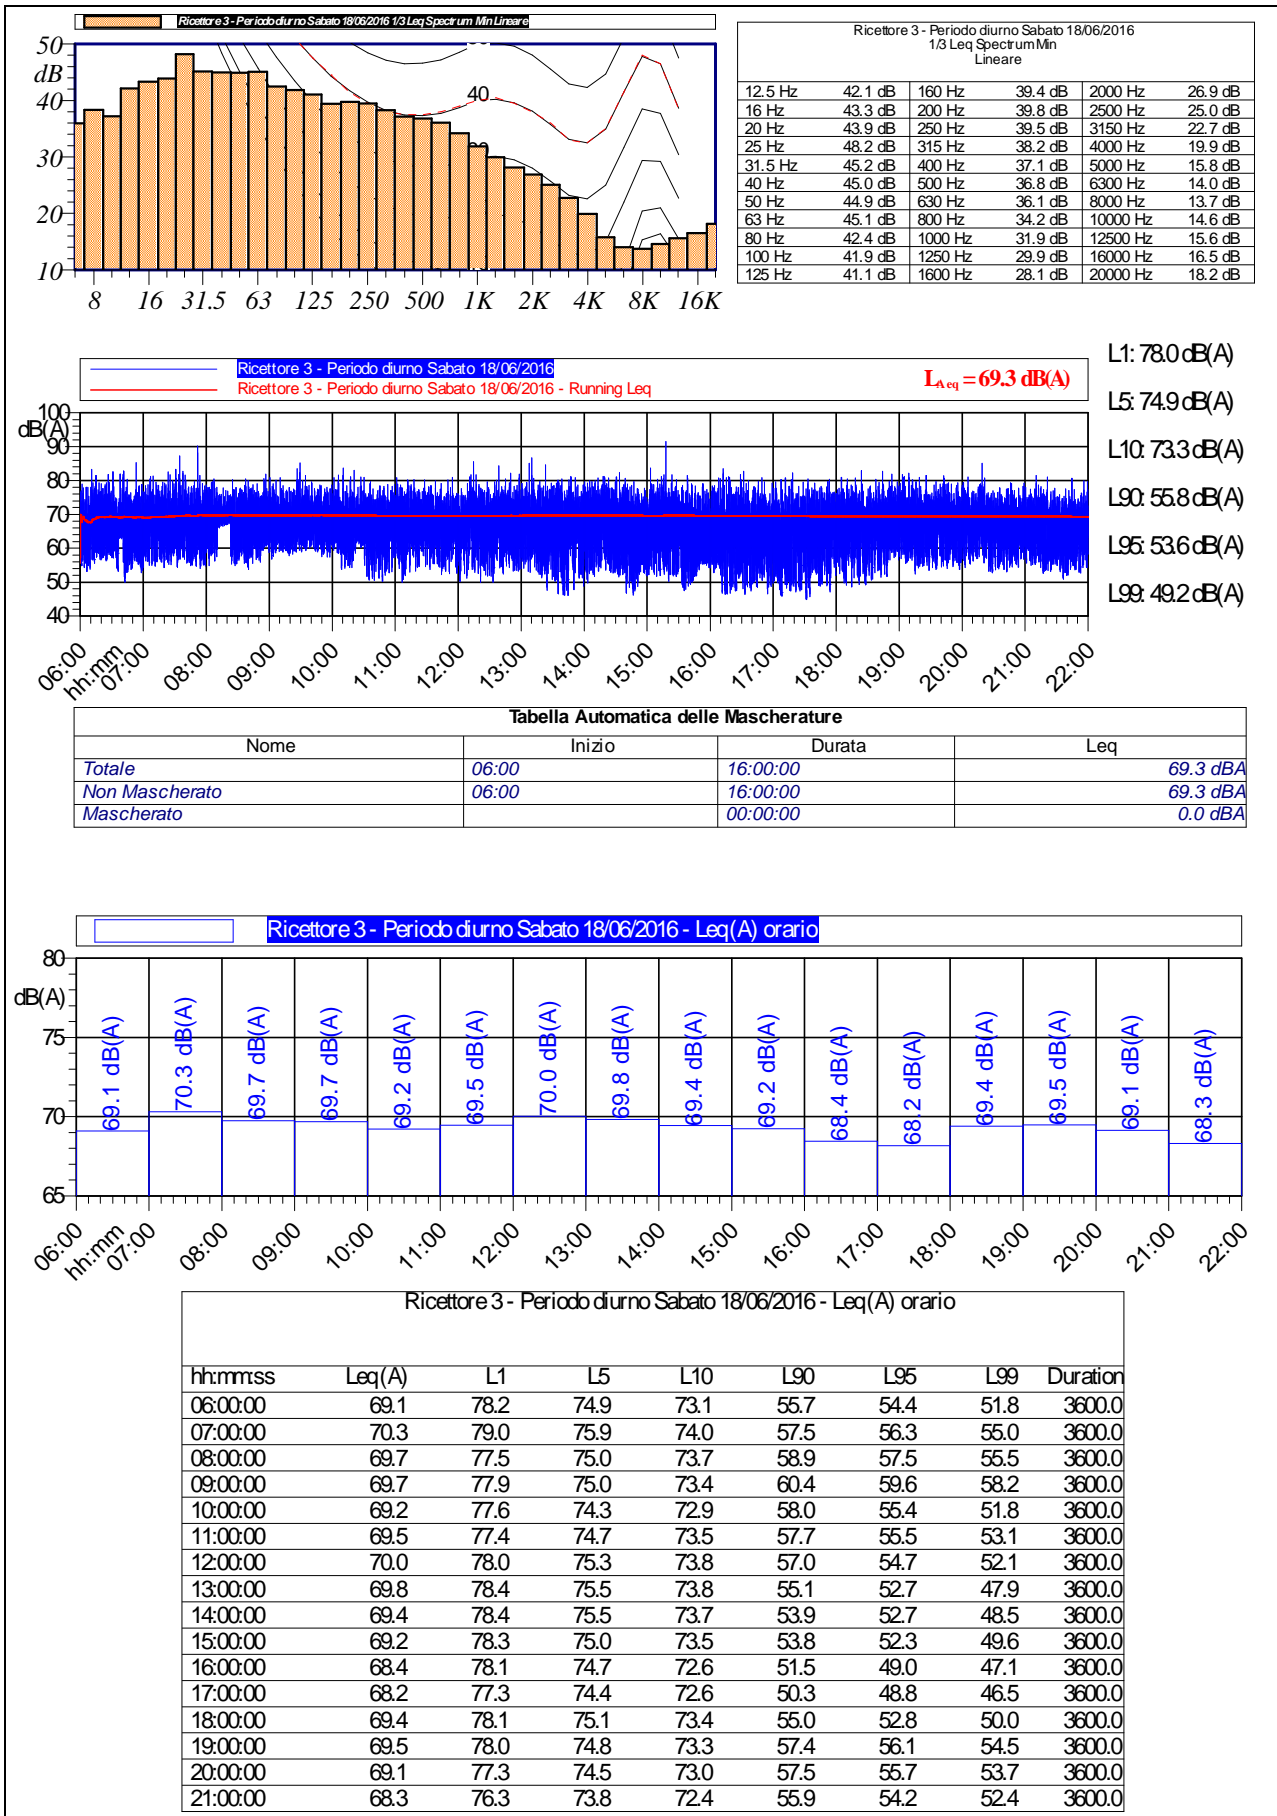 Ricettore 3 - Periodo diurno Sabato 18/06/2016 1/3 Leq Spectrum Min Lineare
50
dB
40
30
20
10
40
8 16 31.5 63 125 250 500 1K 2K 4K 8K 16K
Ricettore 3 - Periodo diurno Sabato 18/06/2016
1/3 Leq Spectrum Min
Lineare
12.5 Hz 42.1 dB 160 Hz 39.4 dB 2000 Hz 26.9 dB
16 Hz 43.3 dB 200 Hz 39.8 dB 2500 Hz 25.0 dB
20 Hz 43.9 dB 250 Hz 39.5 dB 3150 Hz 22.7 dB
25 Hz 48.2 dB 315 Hz 38.2 dB 4000 Hz 19.9 dB
31.5 Hz 45.2 dB 400 Hz 37.1 dB 5000 Hz 15.8 dB
40 Hz 45.0 dB 500 Hz 36.8 dB 6300 Hz 14.0 dB
50 Hz 44.9 dB 630 Hz 36.1 dB 8000 Hz 13.7 dB
63 Hz 45.1 dB 800 Hz 34.2 dB 10000 Hz 14.6 dB
80 Hz 42.4 dB 1000 Hz 31.9 dB 12500 Hz 15.6 dB
100 Hz 41.9 dB 1250 Hz 29.9 dB 16000 Hz 16.5 dB
125 Hz 41.1 dB 1600 Hz 28.1 dB 20000 Hz 18.2 dB
Ricettore 3 - Periodo diurno Sabato 18/06/2016
Ricettore 3 - Periodo diurno Sabato 18/06/2016 - Running Leq
LAeq = 69.3 dB(A)
100
dB(A)
90
80
70
60
50
40
06:00 hh:mm 07:00 08:00 09:00 10:00 11:00 12:00 13:00 14:00 15:00 16:00 17:00 18:00 19:00 20:00 21:00 22:00
L1: 78.0 dB(A)
L5: 74.9 dB(A)
L10: 73.3 dB(A)
L90: 55.8 dB(A)
L95: 53.6 dB(A)
L99: 49.2 dB(A)
Tabella Automatica delle Mascherature
Nome Inizio Durata Leq
Totale 06:00 16:00:00 69.3 dBA
Non Mascherato 06:00 16:00:00 69.3 dBA
Mascherato 00:00:00 0.0 dBA
Ricettore 3 - Periodo diurno Sabato 18/06/2016 - Leq(A) orario
80
dB(A)
75
70
65
69.1 dB(A) 70.3 dB(A) 69.7 dB(A) 69.7 dB(A) 69.2 dB(A) 69.5 dB(A) 70.0 dB(A) 69.8 dB(A) 69.4 dB(A) 69.2 dB(A) 68.4 dB(A) 68.2 dB(A) 69.4 dB(A) 69.5 dB(A) 69.1 dB(A) 68.3 dB(A)
06:00 hh:mm 07:00 08:00 09:00 10:00 11:00 12:00 13:00 14:00 15:00 16:00 17:00 18:00 19:00 20:00 21:00 22:00
Ricettore 3 - Periodo diurno Sabato 18/06/2016 - Leq(A) orario
hh:mm:ss Leq(A) L1 L5 L10 L90 L95 L99 Duration
06:00:00 69.1 78.2 74.9 73.1 55.7 54.4 51.8 3600.0
07:00:00 70.3 79.0 75.9 74.0 57.5 56.3 55.0 3600.0
08:00:00 69.7 77.5 75.0 73.7 58.9 57.5 55.5 3600.0
09:00:00 69.7 77.9 75.0 73.4 60.4 59.6 58.2 3600.0
10:00:00 69.2 77.6 74.3 72.9 58.0 55.4 51.8 3600.0
11:00:00 69.5 77.4 74.7 73.5 57.7 55.5 53.1 3600.0
12:00:00 70.0 78.0 75.3 73.8 57.0 54.7 52.1 3600.0
13:00:00 69.8 78.4 75.5 73.8 55.1 52.7 47.9 3600.0
14:00:00 69.4 78.4 75.5 73.7 53.9 52.7 48.5 3600.0
15:00:00 69.2 78.3 75.0 73.5 53.8 52.3 49.6 3600.0
16:00:00 68.4 78.1 74.7 72.6 51.5 49.0 47.1 3600.0
17:00:00 68.2 77.3 74.4 72.6 50.3 48.8 46.5 3600.0
18:00:00 69.4 78.1 75.1 73.4 55.0 52.8 50.0 3600.0
19:00:00 69.5 78.0 74.8 73.3 57.4 56.1 54.5 3600.0
20:00:00 69.1 77.3 74.5 73.0 57.5 55.7 53.7 3600.0
21:00:00 68.3 76.3 73.8 72.4 55.9 54.2 52.4 3600.0